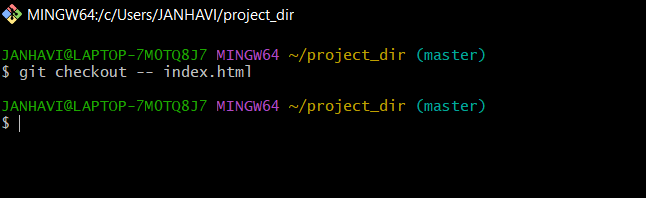 MINGW64:/c/Users/JANHAVI/project_dir
JANHAVI@LAPTOP-7M0TQ8J7 MINGW64 ~/project_dir (master)
$ git checkout -- index.html
JANHAVI@LAPTOP-7M0TQ8J7 MINGW64 ~/project_dir (master)
$